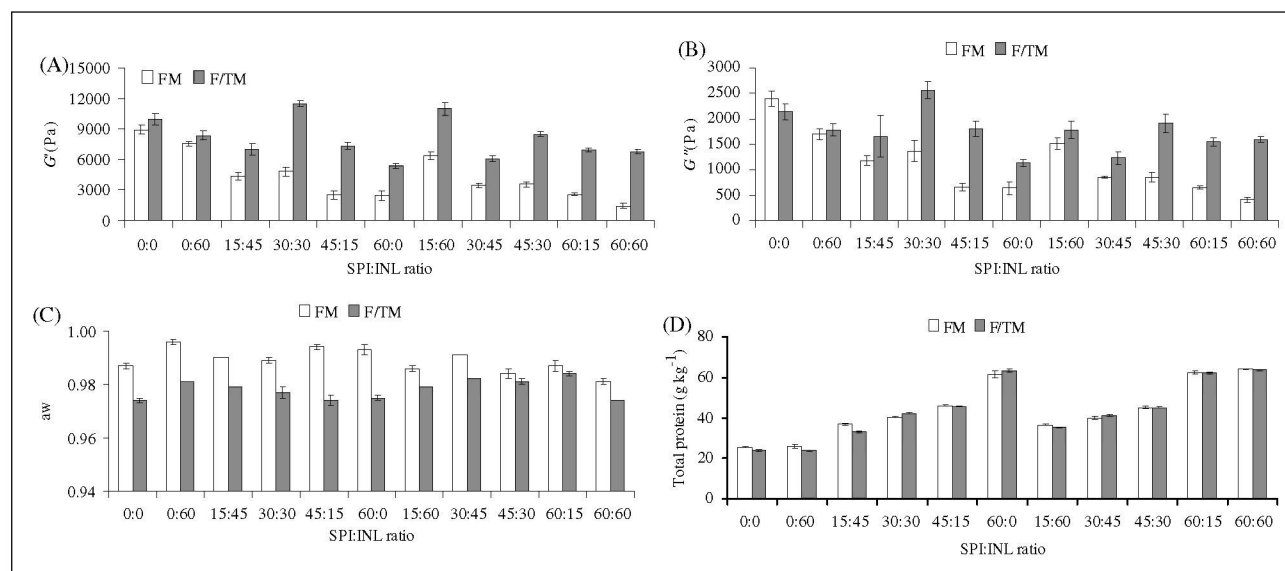 (A)
FM F/TM
15000
12000
9000
6000
3000
0
G'(Pa)
0:0 0:60 15:45 30:30 45:15 60:0 15:60 30:45 45:30 60:15 60:60
SPI:INL ratio
(B)
FM F/TM
3000
2500
2000
1500
1000
500
0
G"(Pa)
0:0 0:60 15:45 30:30 45:15 60:0 15:60 30:45 45:30 60:15 60:60
SPI:INL ratio
(C)
FM F/TM
1.00
0.98
0.96
0.94
aw
0:0 0:60 15:45 30:30 45:15 60:0 15:60 30:45 45:30 60:15 60:60
SPI:INL ratio
(D)
FM F/TM
80
60
40
20
0
Total protein (g kg⁻¹)
0:0 0:60 15:45 30:30 45:15 60:0 15:60 30:45 45:30 60:15 60:60
SPI:INL ratio